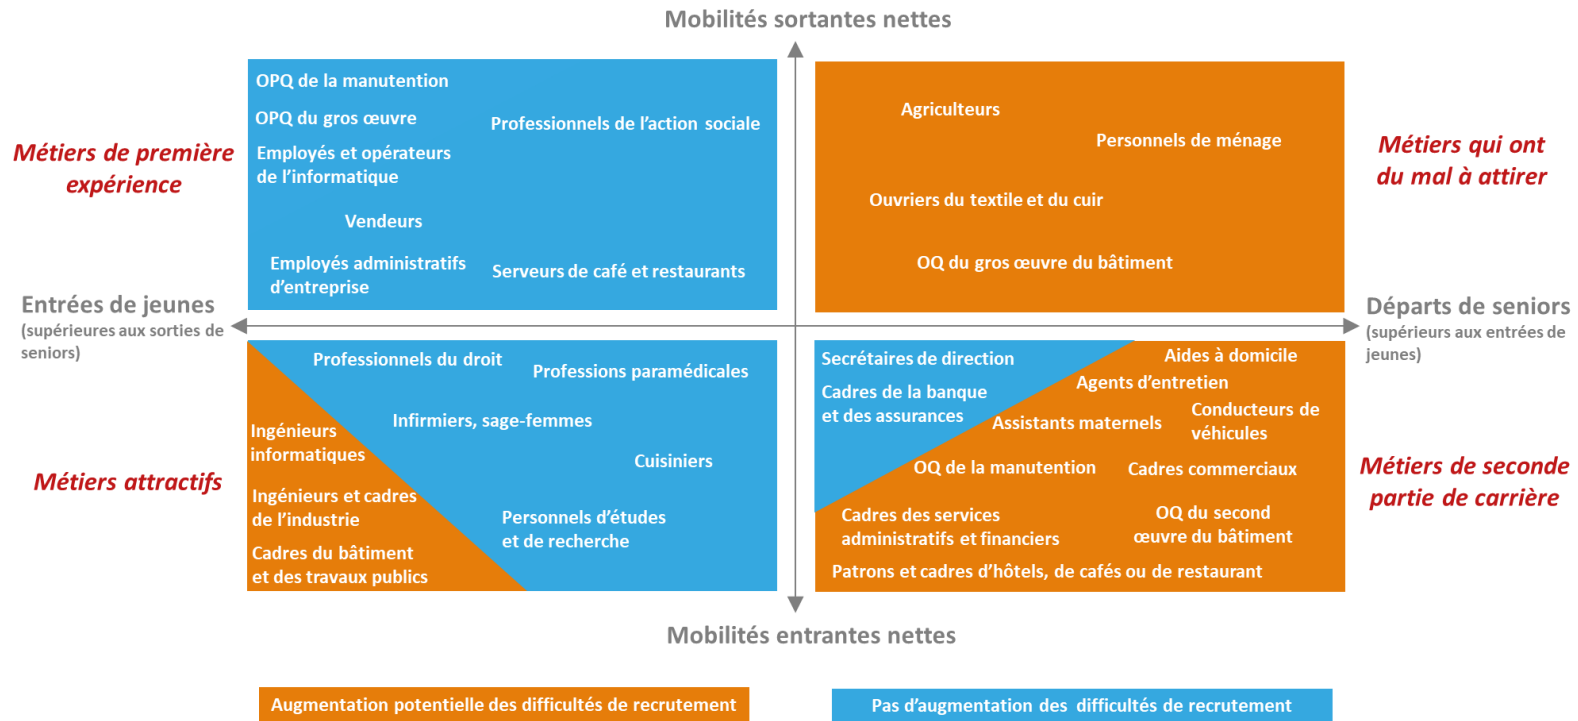 Mobilités sortantes nettes
Métiers de première
expérience
OPQ de la manutention
OPQ du gros œuvre
Professionnels de l'action sociale
Employés et opérateurs
de l'informatique
Vendeurs
Employés administratifs
d'entreprise
Serveurs de café et restaurants
Agriculteurs
Personnels de ménage
Ouvriers du textile et du cuir
OQ du gros œuvre du bâtiment
Métiers qui ont
du mal à attirer
Entrées de jeunes
(supérieures aux sorties de
seniors)
Départs de seniors
(supérieurs aux entrées de
jeunes)
Métiers attractifs
Professionnels du droit
Professions paramédicales
Infirmiers, sage-femmes
Ingénieurs
informatiques
Cuisiniers
Ingénieurs et cadres
de l'industrie
Personnels d'études
et de recherche
Cadres du bâtiment
et des travaux publics
Secrétaires de direction
Aides à domicile
Cadres de la banque
et des assurances
Agents d'entretien
Assistants maternels
Conducteurs de
véhicules
OQ de la manutention
Cadres commerciaux
Cadres des services
administratifs et financiers
OQ du second
œuvre du bâtiment
Patrons et cadres d'hôtels, de cafés ou de restaurant
Métiers de seconde
partie de carrière
Mobilités entrantes nettes
Augmentation potentielle des difficultés de recrutement
Pas d'augmentation des difficultés de recrutement